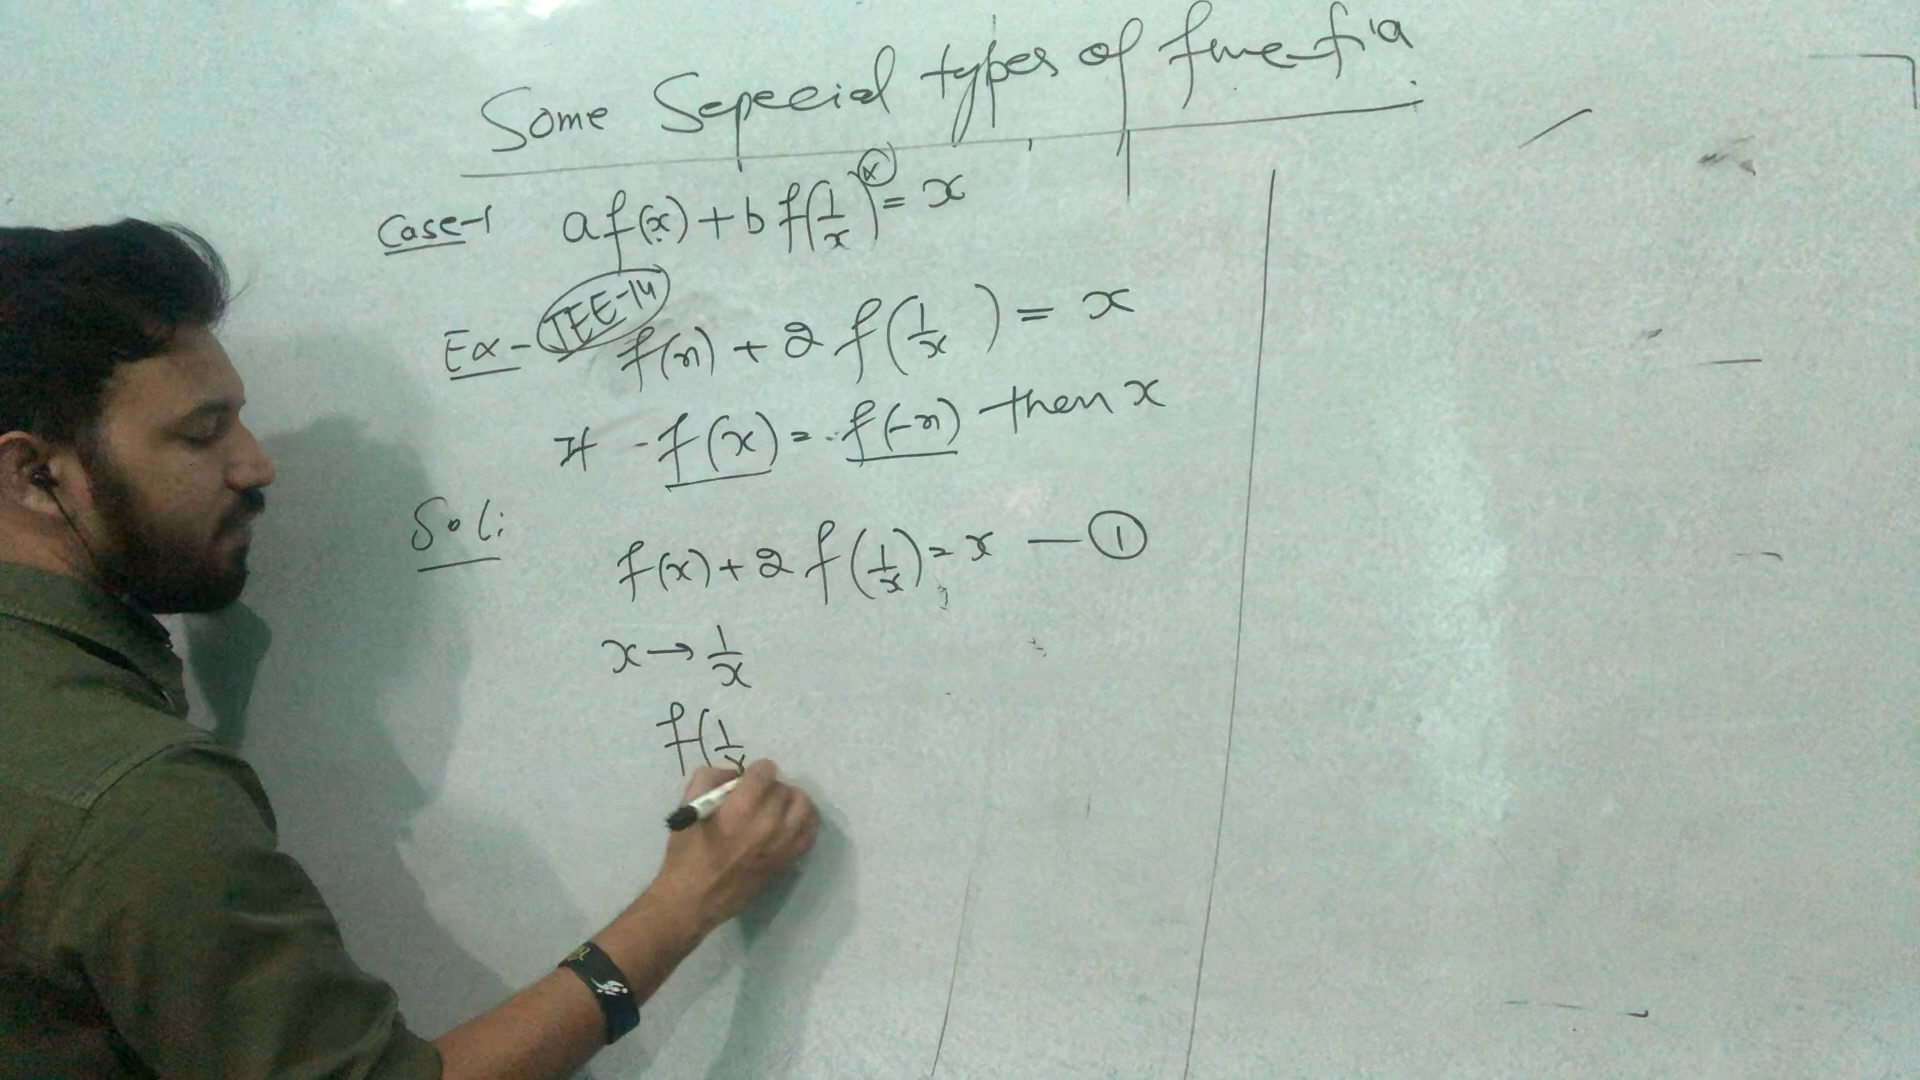 Some Sepecial types of
Case-1 af(x) + b f(1/x) = x
Ex- JEE-14 f(x) + 2 f(1/x) = x
If f(x) = f(-x) then x
Sol:
f(x) + 2 f(1/x) = x — ①
x → 1/x
f(1/x